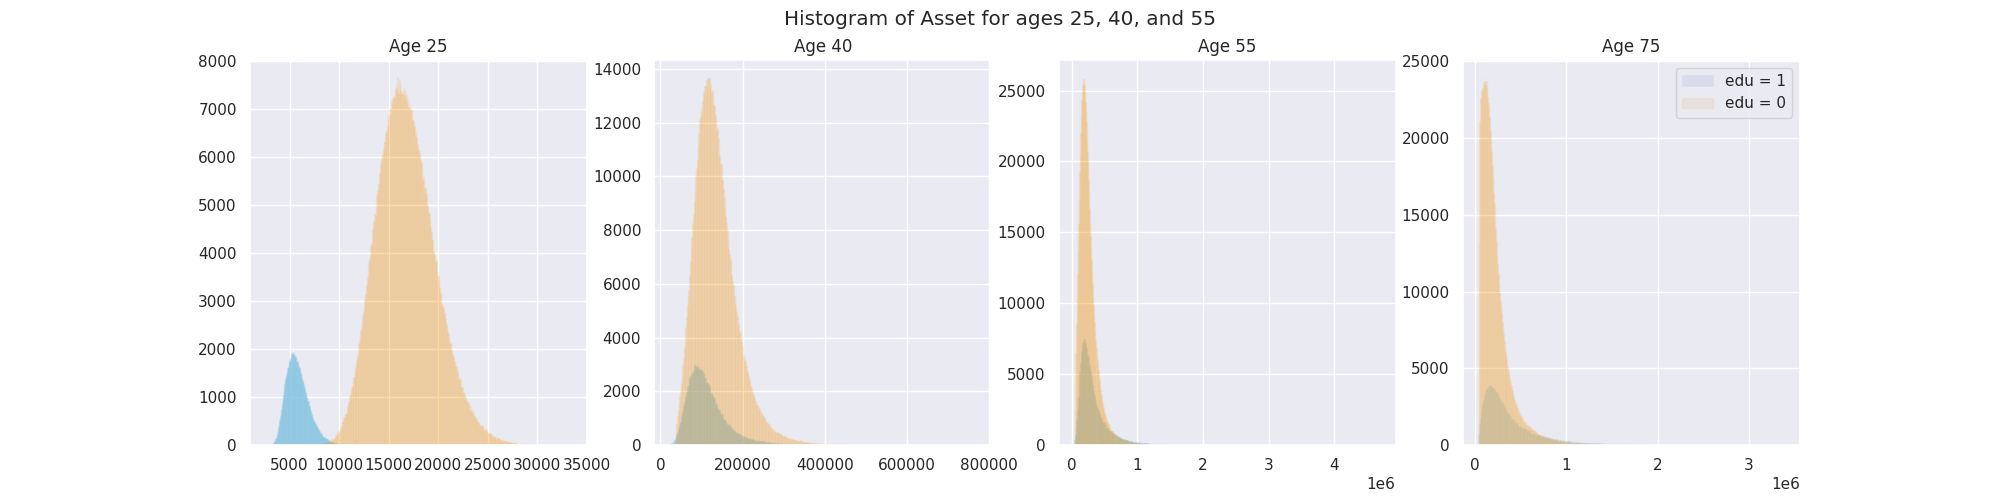 Histogram of Asset for ages 25, 40, and 55
Age 25
8000
7000
6000
5000
4000
3000
2000
1000
0
5000 10000 15000 20000 25000 30000 35000
Age 40
14000
12000
10000
8000
6000
4000
2000
0
0 200000 400000 600000 800000
Age 55
25000
20000
15000
10000
5000
0
0 1 2 3 4
1e6
Age 75
25000
20000
15000
10000
5000
0
0 1 2 3
1e6
edu = 1
edu = 0